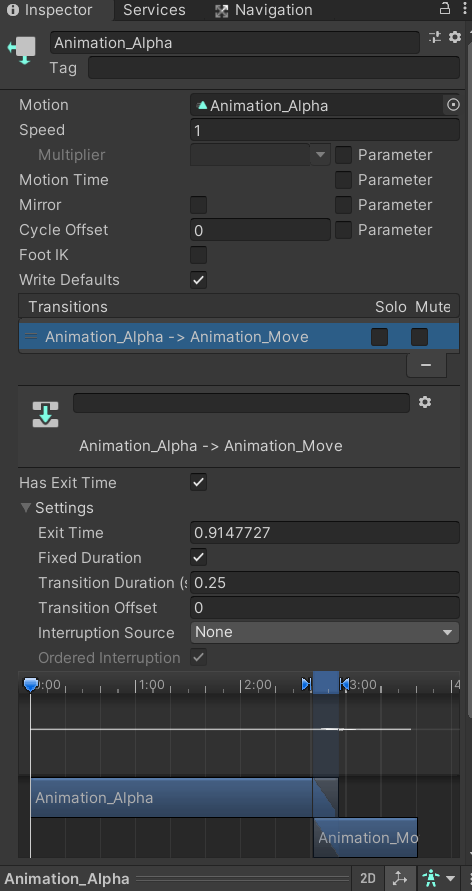 Inspector Services Navigation
Animation_Alpha
Tag
Motion Animation_Alpha
Speed 1
Multiplier Parameter
Motion Time Parameter
Mirror Parameter
Cycle Offset 0 Parameter
Foot IK
Write Defaults
Transitions Solo Mute
Animation_Alpha -> Animation_Move
Animation_Alpha -> Animation_Move
Has Exit Time
Settings
Exit Time 0.9147727
Fixed Duration
Transition Duration (s 0.25
Transition Offset 0
Interruption Source None
Ordered Interruption
0:00 1:00 2:00 3:00 4
Animation_Alpha
Animation_Mo
Animation_Alpha 2D